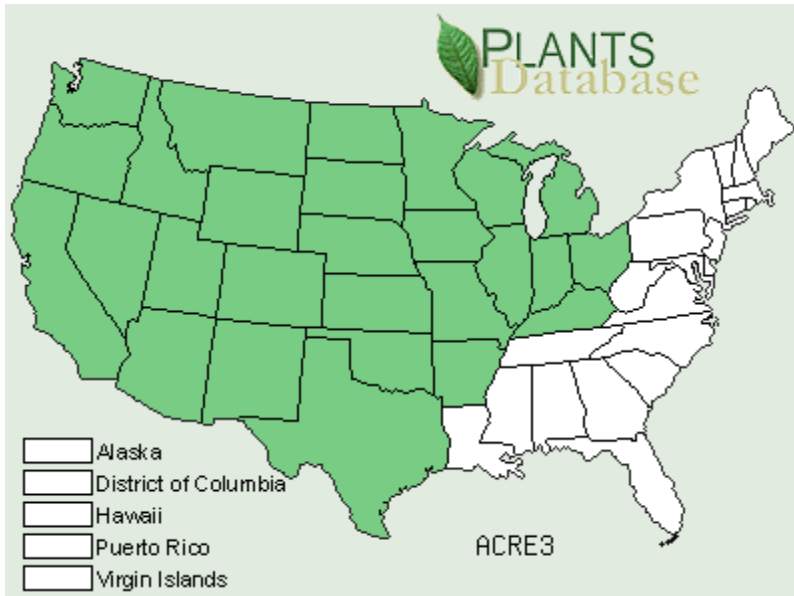 PLANTS
Database
Alaska
District of Columbia
Hawaii
Puerto Rico
Virgin Islands
ACRE3